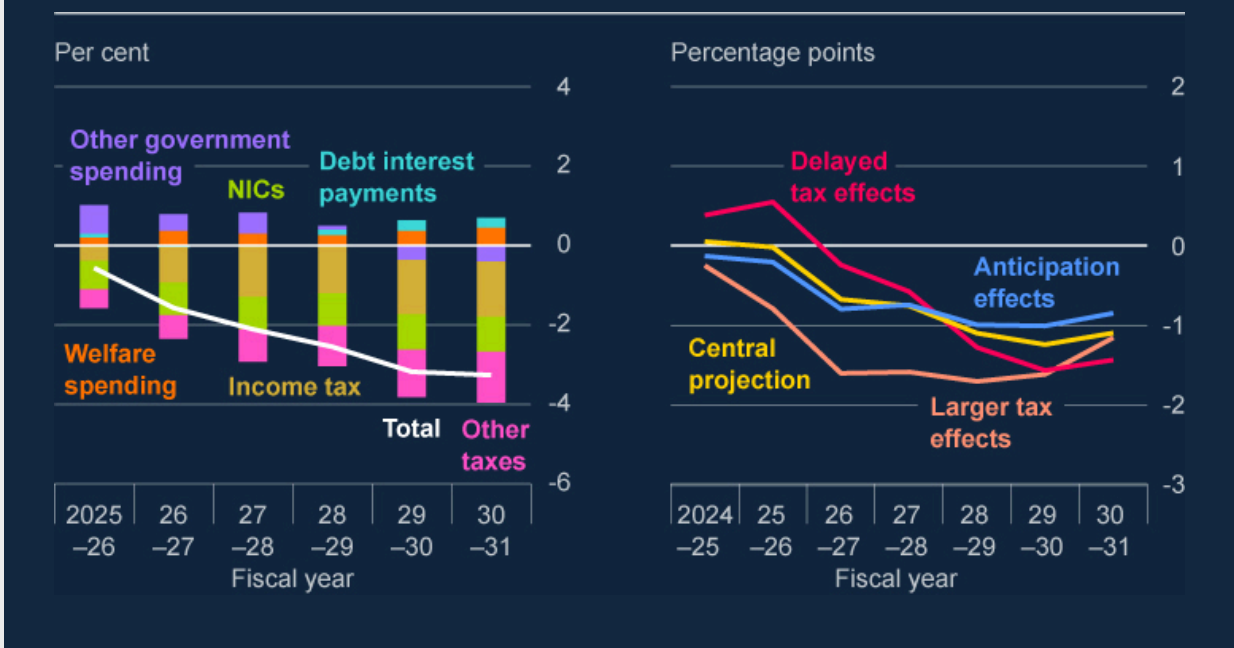 Per cent
4
2
0
-2
-4
-6
Other government
spending
NICs
Debt interest
payments
Welfare
spending
Income tax
Total
Other
taxes
2025 26 27 28 29 30
–26 –27 –28 –29 –30 –31
Fiscal year
Percentage points
2
1
0
-1
-2
-3
Delayed
tax effects
Anticipation
effects
Central
projection
Larger tax
effects
2024 25 26 27 28 29 30
–25 –26 –27 –28 –29 –30 –31
Fiscal year